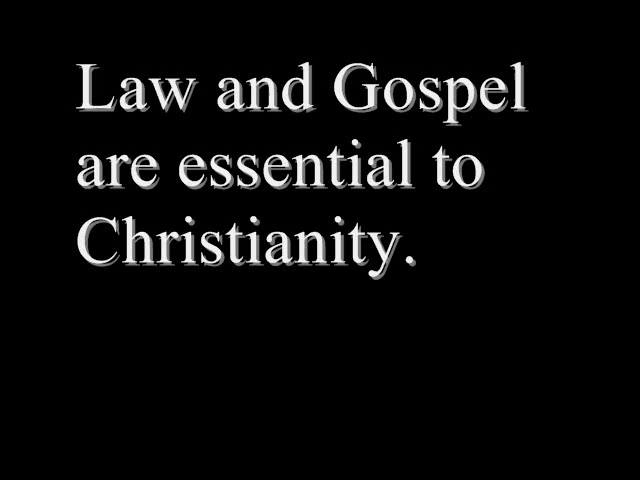 Law and Gospel
are essential to
Christianity.